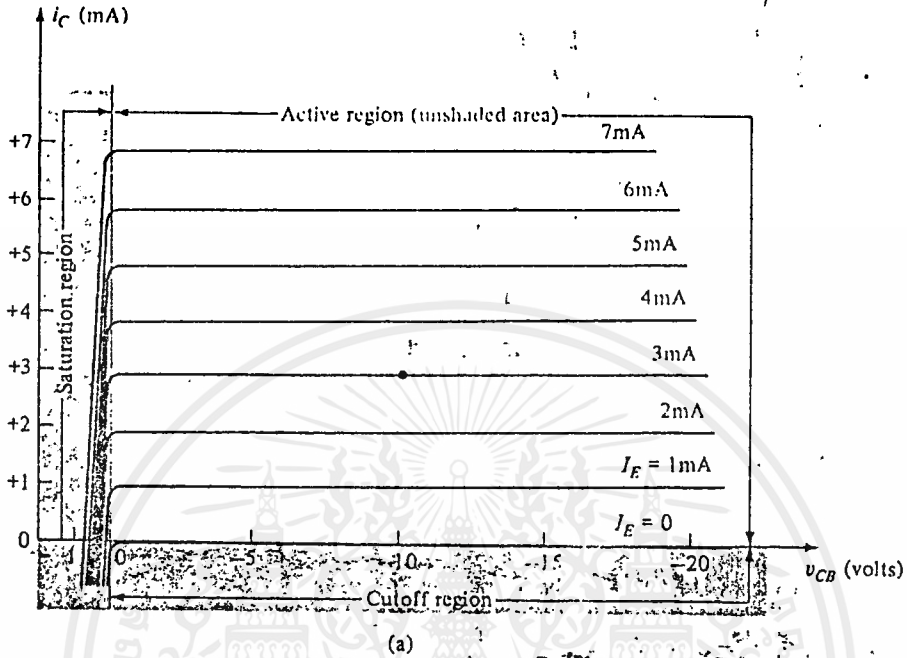 i_C (mA)
Active region (unshaded area)
+7
7mA
+6
6mA
+5
5mA
Saturation region
+4
4mA
+3
3mA
+2
2mA
+1
I_E = 1mA
I_E = 0
0
0
5
10
15
20
v_CB (volts)
Cutoff region
(a)